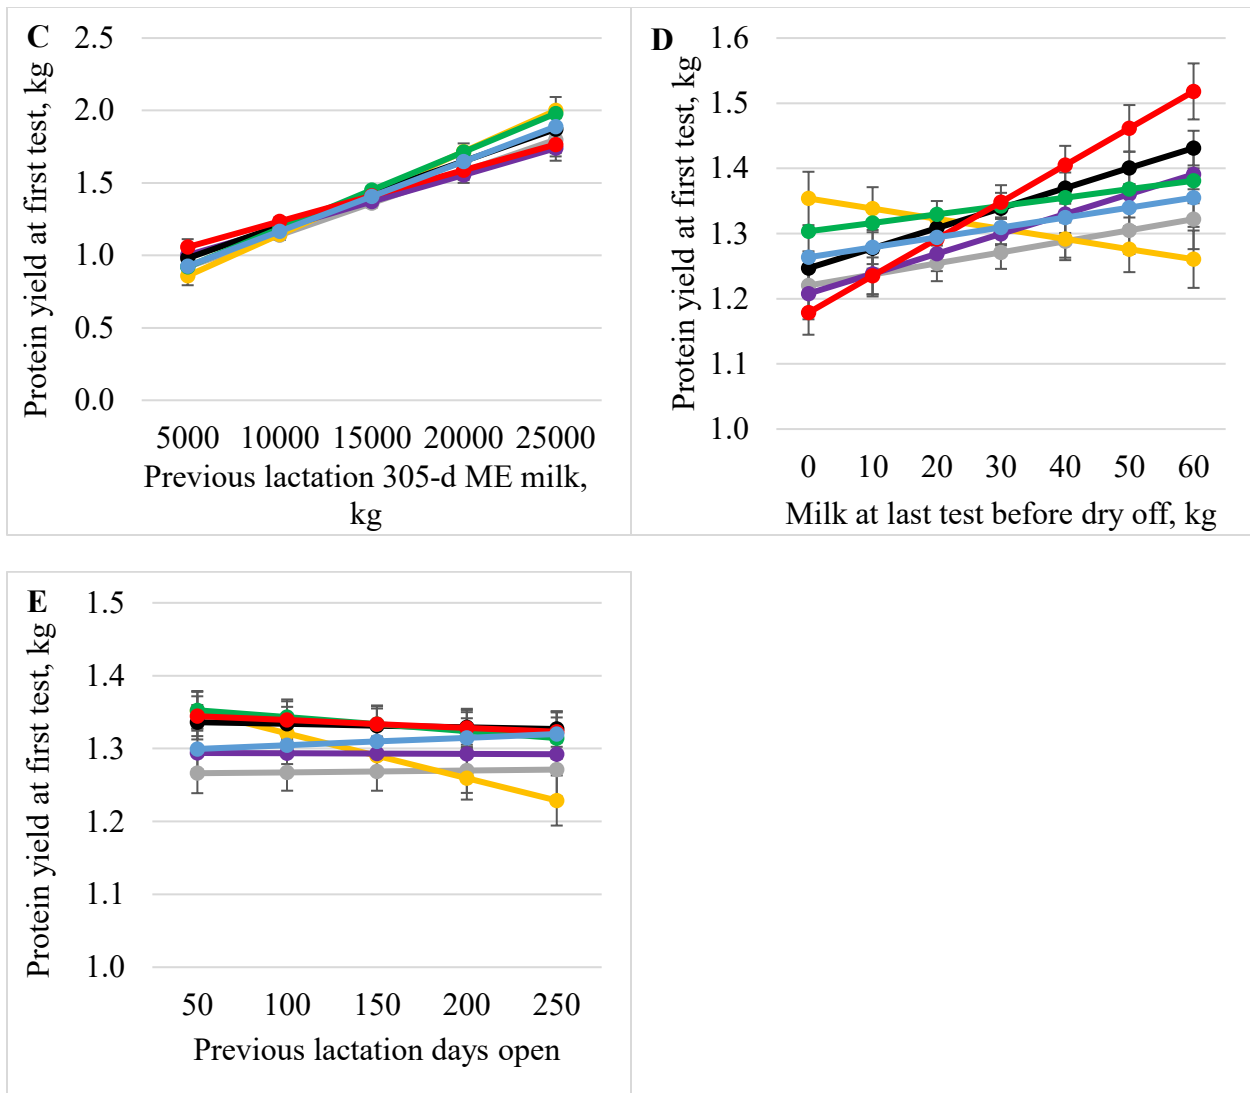 C
Protein yield at first test, kg
2.5
2.0
1.5
1.0
0.5
0.0
5000 10000 15000 20000 25000
Previous lactation 305-d ME milk,
kg
D
Protein yield at first test, kg
1.6
1.5
1.4
1.3
1.2
1.1
1.0
0 10 20 30 40 50 60
Milk at last test before dry off, kg
E
Protein yield at first test, kg
1.5
1.4
1.3
1.2
1.1
1.0
50 100 150 200 250
Previous lactation days open